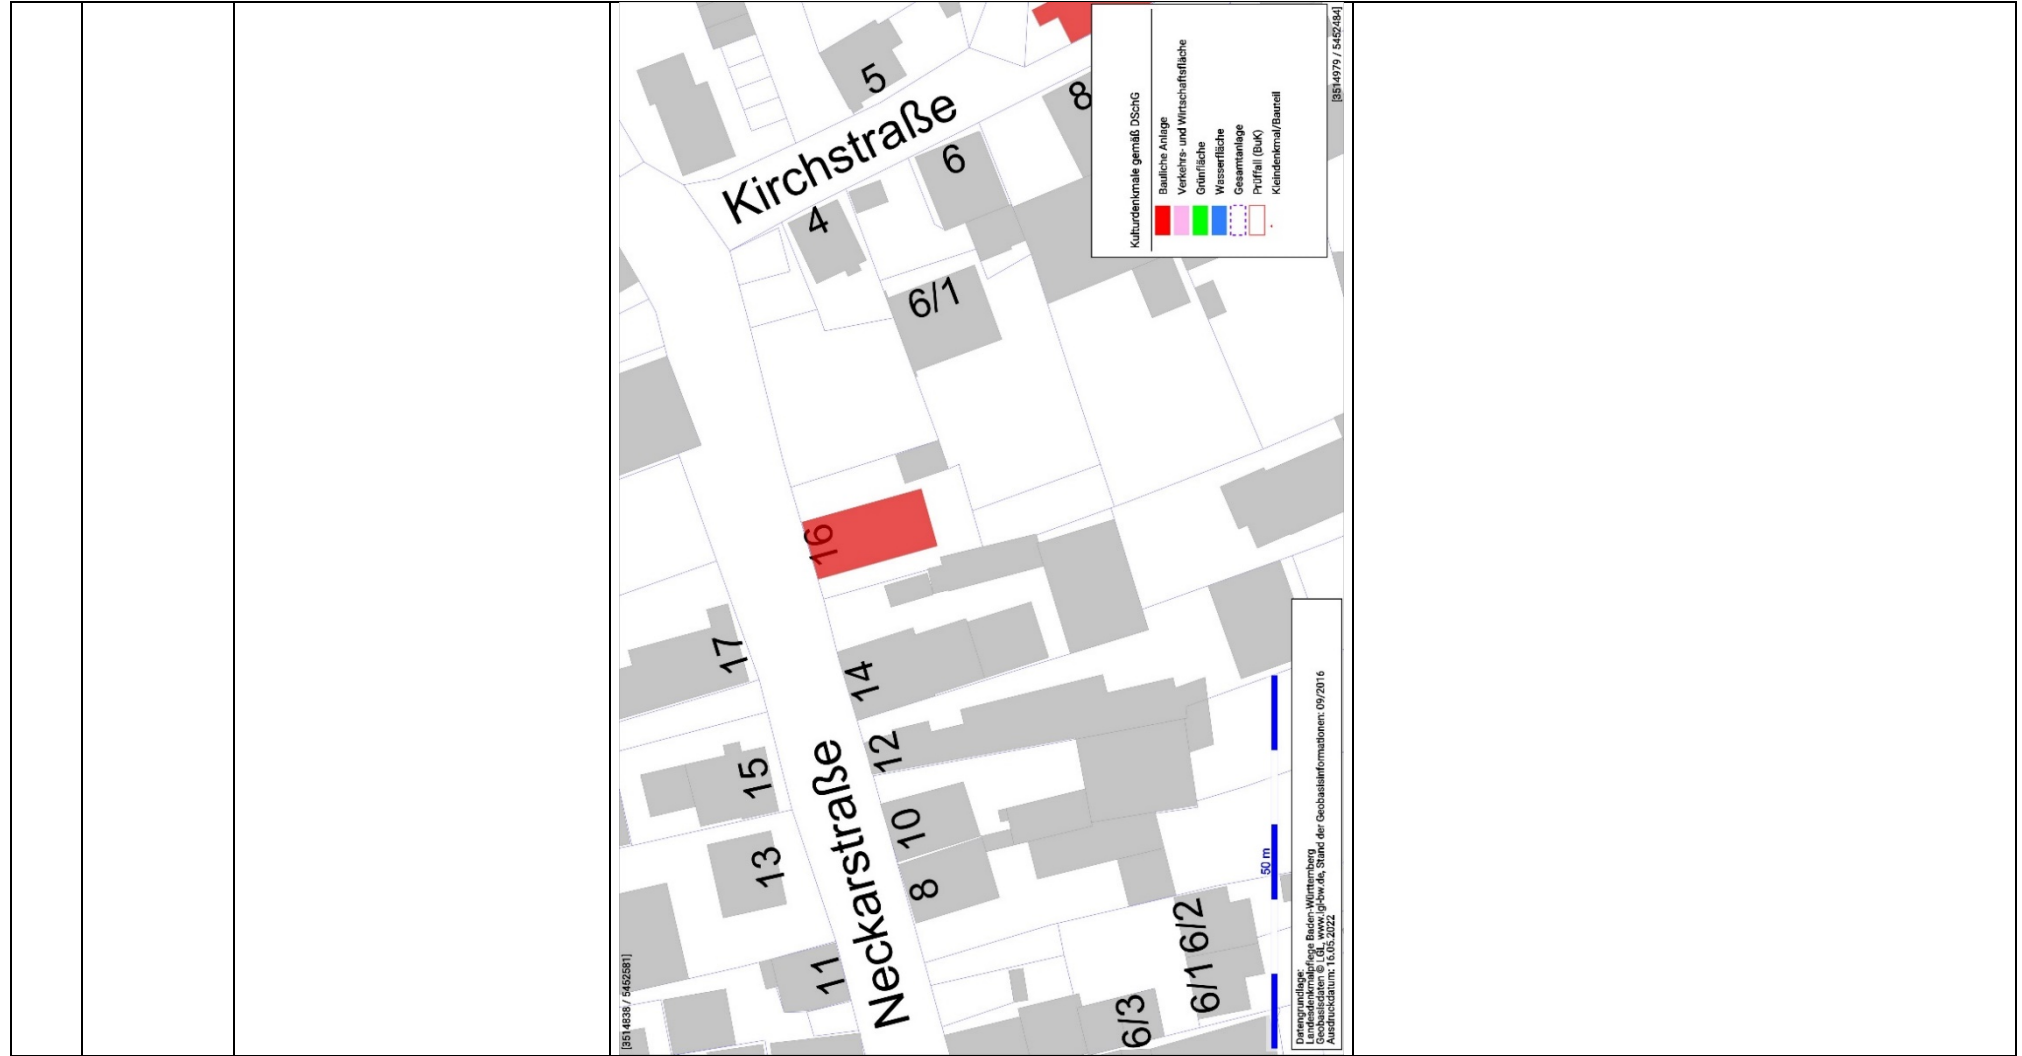 [3514979 / 5452484]
Kulturdenkmale gemäß DSchG
Bauliche Anlage
Verkehrs- und Wirtschaftsfläche
Grünfläche
Wasserfläche
Gesamtanlage
Prüffall (BuK)
Kleindenkmal/Bauteil
5
Kirchstraße
8
6
4
6/1
16
17
14
12
15
10
13
8
Neckarstraße
11
6/1
6/2
6/3
50 m
[3514838 / 5452581]
Datengrundlage:
Landesdenkmalpflege Baden-Württemberg
Geobasisdaten © LGL, www.lgl-bw.de, Stand der Geobasisinformationen: 09/2016
Ausdruckdatum: 16.05.2022